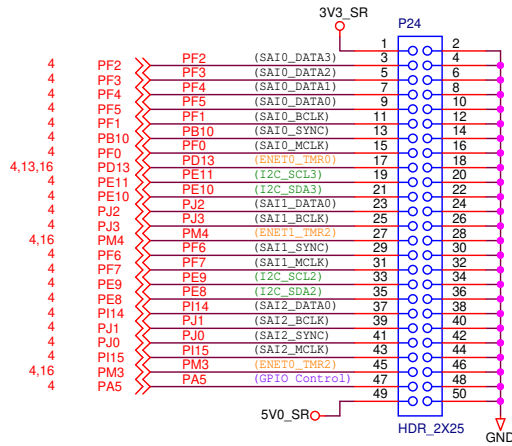 3V3_SR
P24
1 2
4 PF2 PF2 (SAI0_DATA3) 3 4
4 PF3 PF3 (SAI0_DATA2) 5 6
4 PF4 PF4 (SAI0_DATA1) 7 8
4 PF5 PF5 (SAI0_DATA0) 9 10
4 PF1 PF1 (SAI0_BCLK) 11 12
4 PB10 PB10 (SAI0_SYNC) 13 14
4 PF0 PF0 (SAI0_MCLK) 15 16
4,13,16 PD13 PD13 (ENET0_TMR0) 17 18
4 PE11 PE11 (I2C_SCL3) 19 20
4 PE10 PE10 (I2C_SDA3) 21 22
4 PJ2 PJ2 (SAI1_DATA0) 23 24
4 PJ3 PJ3 (SAI1_BCLK) 25 26
4,16 PM4 PM4 (ENET1_TMR2) 27 28
4 PF6 PF6 (SAI1_SYNC) 29 30
4 PF7 PF7 (SAI1_MCLK) 31 32
4 PE9 PE9 (I2C_SCL2) 33 34
4 PE8 PE8 (I2C_SDA2) 35 36
4 PI14 PI14 (SAI2_DATA0) 37 38
4 PJ1 PJ1 (SAI2_BCLK) 39 40
4 PJ0 PJ0 (SAI2_SYNC) 41 42
4 PI15 PI15 (SAI2_MCLK) 43 44
4,16 PM3 PM3 (ENET0_TMR2) 45 46
4 PA5 PA5 (GPIO Control) 47 48
49 50
5V0_SR
HDR_2X25
GND